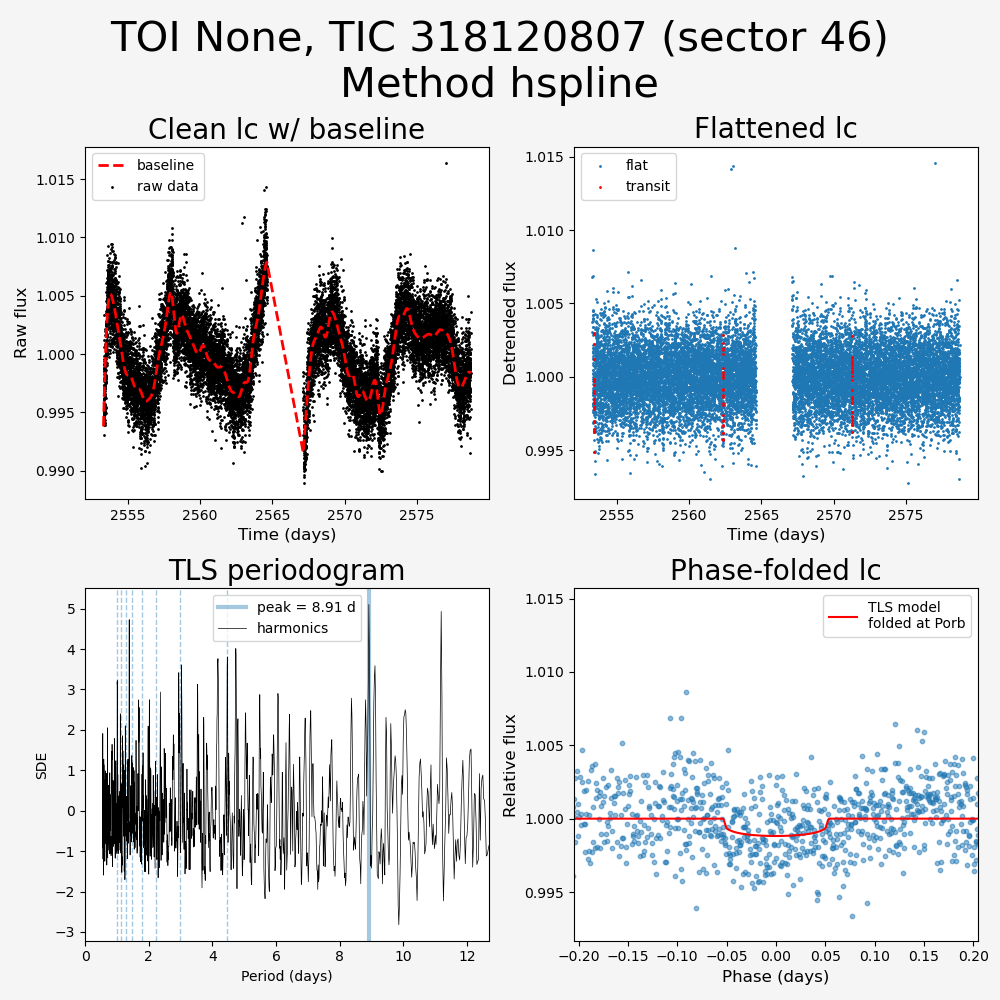 TOI None, TIC 318120807 (sector 46)
Method hspline
Clean lc w/ baseline
baseline
raw data
1.015
1.010
1.005
1.000
0.995
0.990
Raw flux
2555 2560 2565 2570 2575
Time (days)
Flattened lc
flat
transit
1.015
1.010
1.005
1.000
0.995
Detrended flux
2555 2560 2565 2570 2575
Time (days)
TLS periodogram
peak = 8.91 d
harmonics
5
4
3
2
1
0
−1
−2
−3
SDE
0 2 4 6 8 10 12
Period (days)
Phase-folded lc
TLS model
folded at Porb
1.015
1.010
1.005
1.000
0.995
Relative flux
−0.20 −0.15 −0.10 −0.05 0.00 0.05 0.10 0.15 0.20
Phase (days)